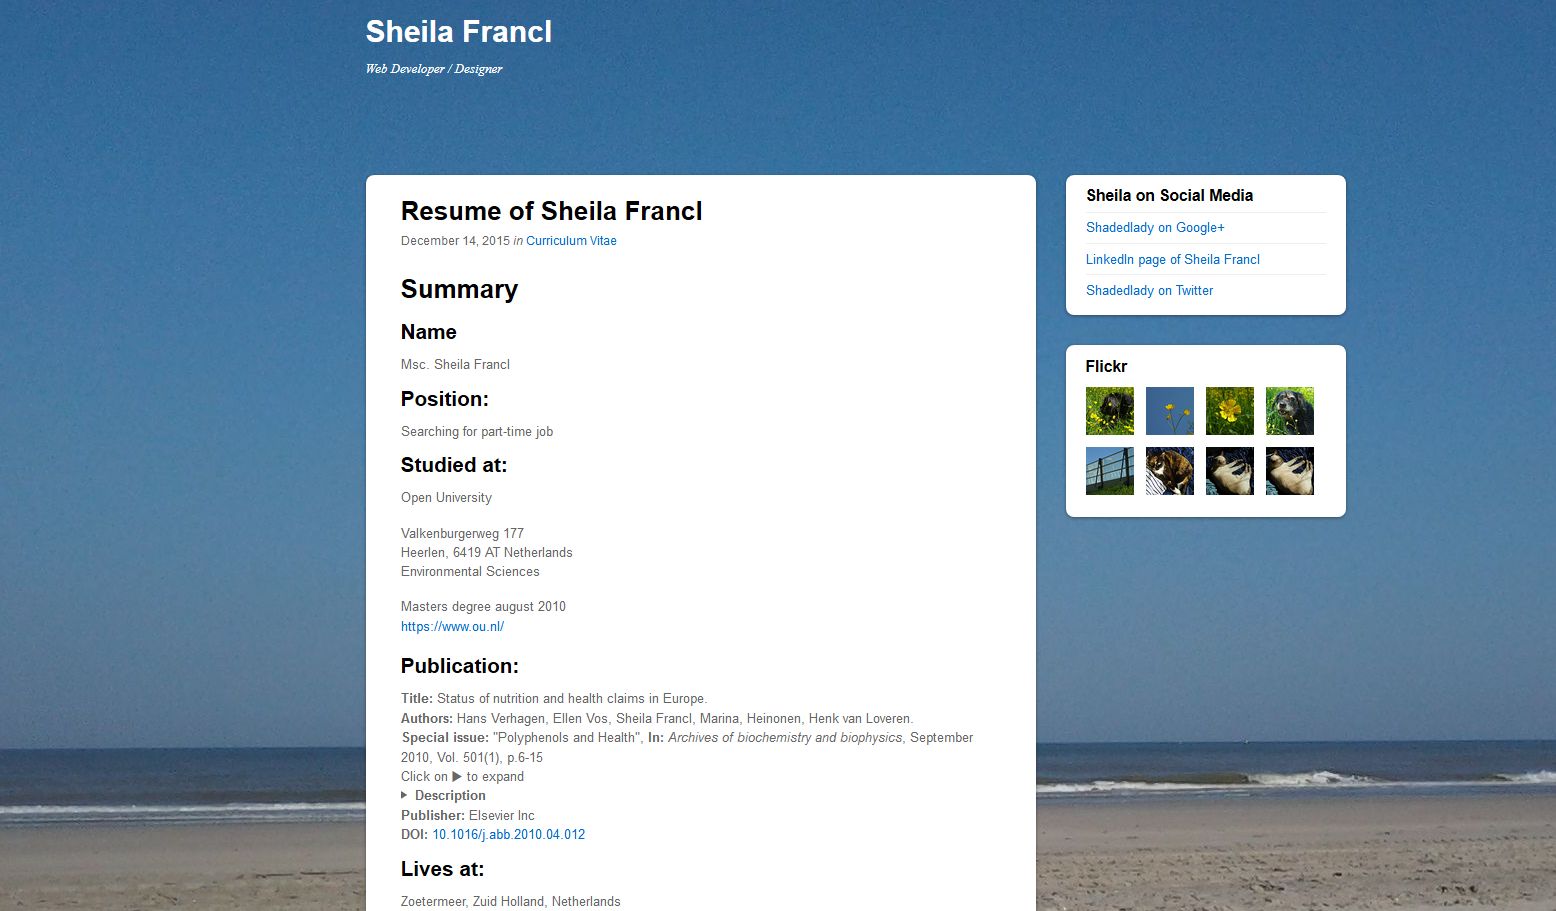 Sheila Francl
Web Developer / Designer
Resume of Sheila Francl
December 14, 2015 in Curriculum Vitae
Summary
Name
Msc. Sheila Francl
Position:
Searching for part-time job
Studied at:
Open University
Valkenburgerweg 177
Heerlen, 6419 AT Netherlands
Environmental Sciences
Masters degree august 2010
https://www.ou.nl/
Publication:
Title: Status of nutrition and health claims in Europe.
Authors: Hans Verhagen, Ellen Vos, Sheila Francl, Marina, Heinonen, Henk van Loveren.
Special issue: "Polyphenols and Health", In: Archives of biochemistry and biophysics, September
2010, Vol. 501(1), p.6-15
Click on ▶ to expand
▶ Description
Publisher: Elsevier Inc
DOI: 10.1016/j.abb.2010.04.012
Lives at:
Zoetermeer, Zuid Holland, Netherlands
Sheila on Social Media
Shadedlady on Google+
LinkedIn page of Sheila Francl
Shadedlady on Twitter
Flickr